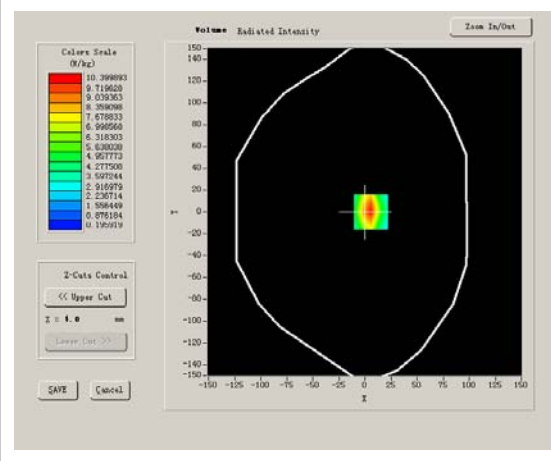 Volume Radiated Intensity
Zoom In/Out
Colors Scale
(W/kg)
10.399893
9.719628
9.039363
8.359098
7.678833
6.998568
6.318303
5.638038
4.957773
4.277508
3.597244
2.916979
2.236714
1.556449
0.876184
0.195919
150
140
120
100
80
60
40
20
0
-20
-40
-60
-80
-100
-120
-140
-150
Y
-150 -125 -100 -75 -50 -25 0 25 50 75 100 125 150
X
Z-Cuts Control
<< Upper Cut
Z = 4.0 mm
Lower Cut >>
SAVE Cancel